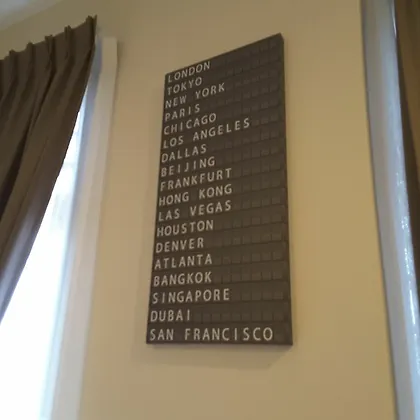 LONDON
TOKYO
NEW YORK
PARIS
CHICAGO
LOS ANGELES
DALLAS
BEIJING
FRANKFURT
HONG KONG
LAS VEGAS
HOUSTON
DENVER
ATLANTA
BANGKOK
SINGAPORE
DUBAI
SAN FRANCISCO